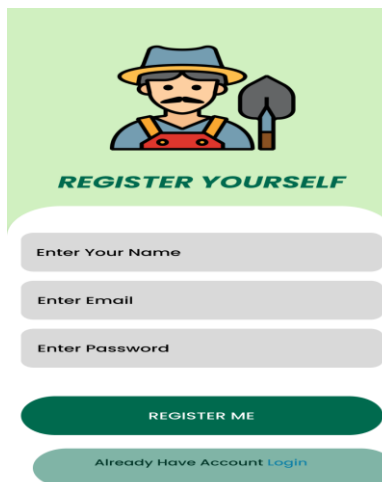 REGISTER YOURSELF
Enter Your Name
Enter Email
Enter Password
REGISTER ME
Already Have Account Login